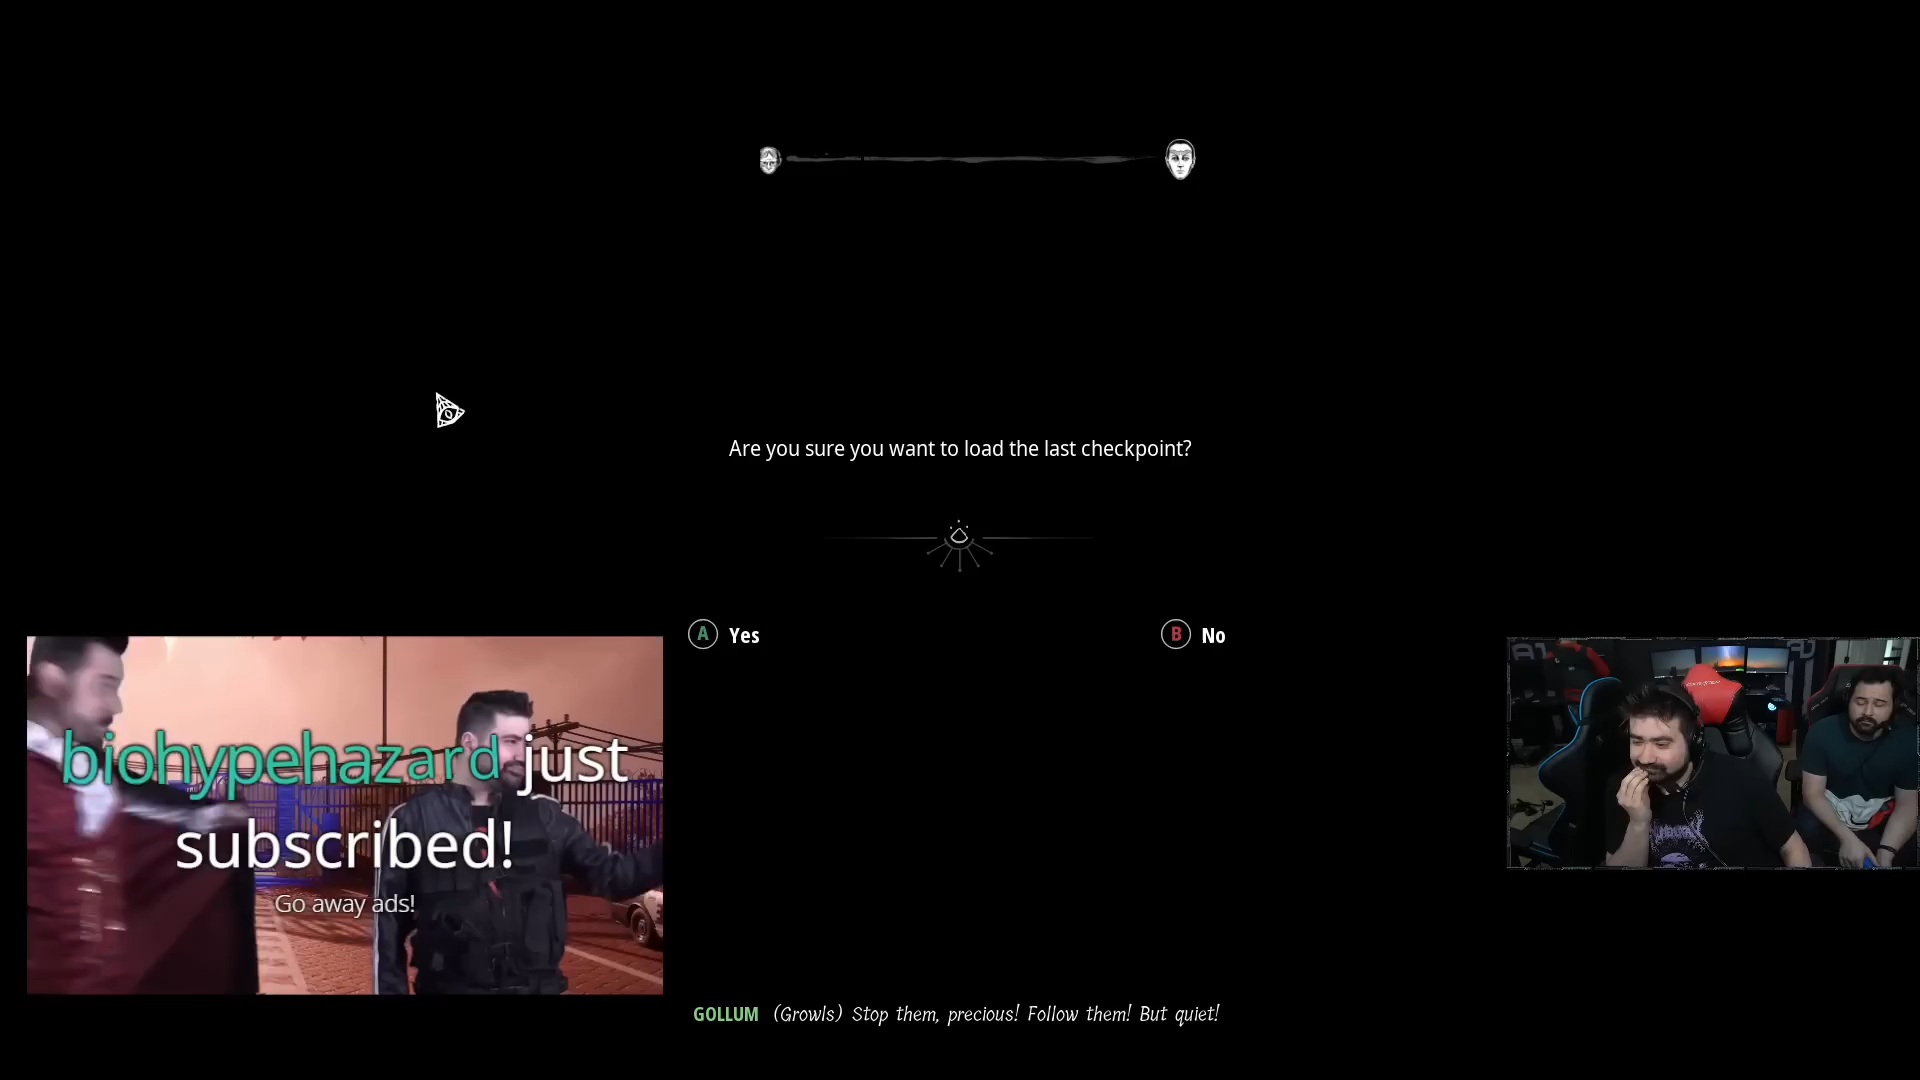 Are you sure you want to load the last checkpoint?
A Yes
B No
biohypehazard just
subscribed!
Go away ads!
GOLLUM (Growls) Stop them, precious! Follow them! But quiet!